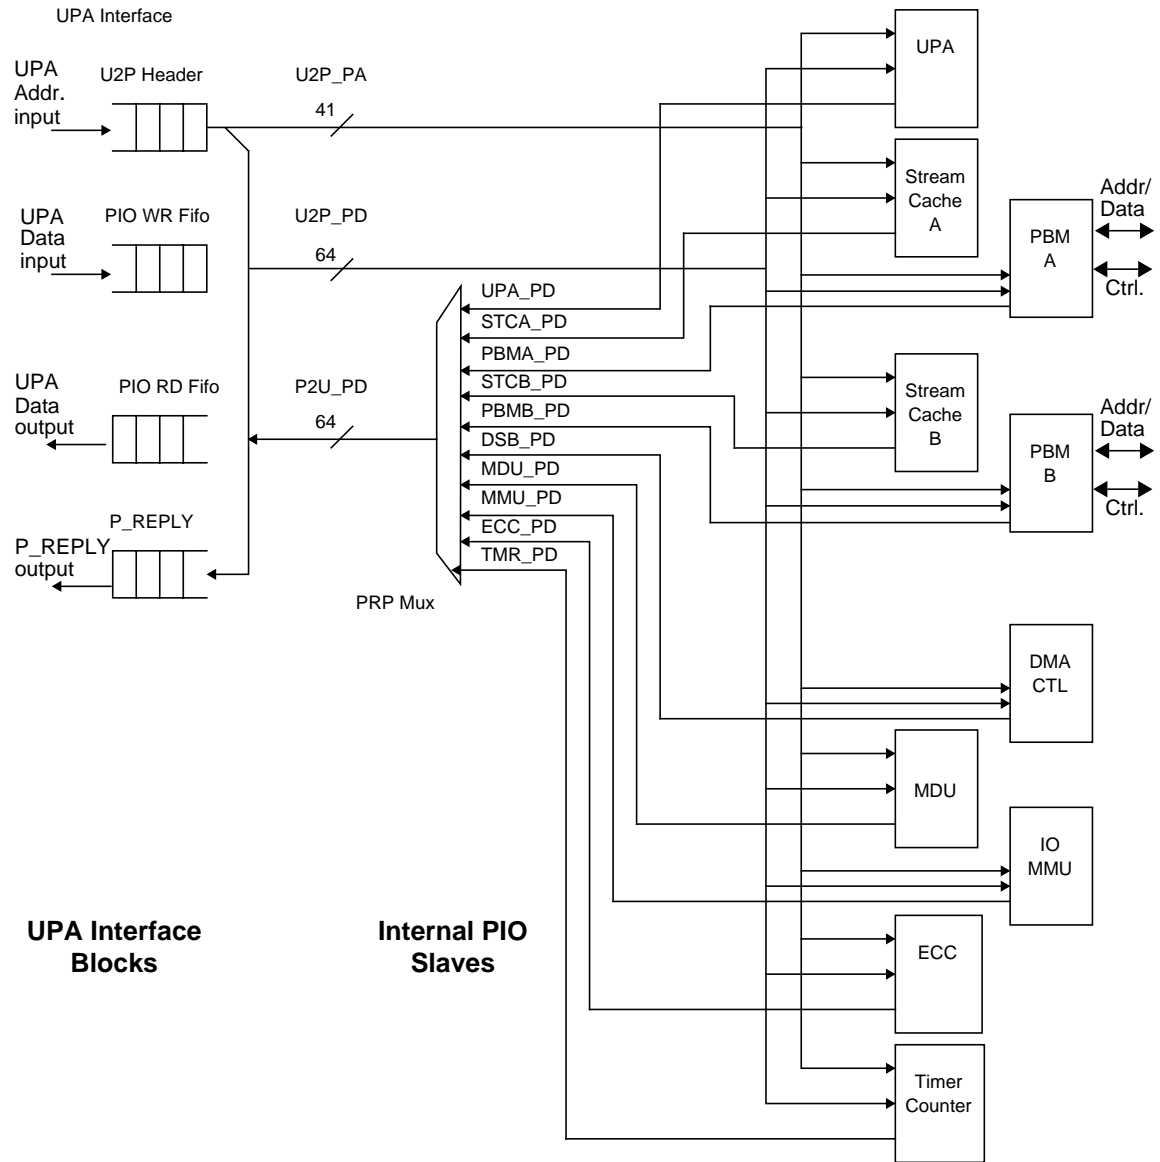 UPA Interface
UPA
Addr.
input
U2P Header
U2P_PA
41
UPA
Data
input
PIO WR Fifo
U2P_PD
64
UPA
Data
output
PIO RD Fifo
P2U_PD
64
P_REPLY
output
P_REPLY
UPA_PD
STCA_PD
PBMA_PD
STCB_PD
PBMB_PD
DSB_PD
MDU_PD
MMU_PD
ECC_PD
TMR_PD
PRP Mux
UPA
Stream
Cache
A
PBM
A
Addr/
Data
Ctrl.
Stream
Cache
B
PBM
B
Addr/
Data
Ctrl.
DMA
CTL
MDU
IO
MMU
ECC
Timer
Counter
UPA Interface
Blocks
Internal PIO
Slaves